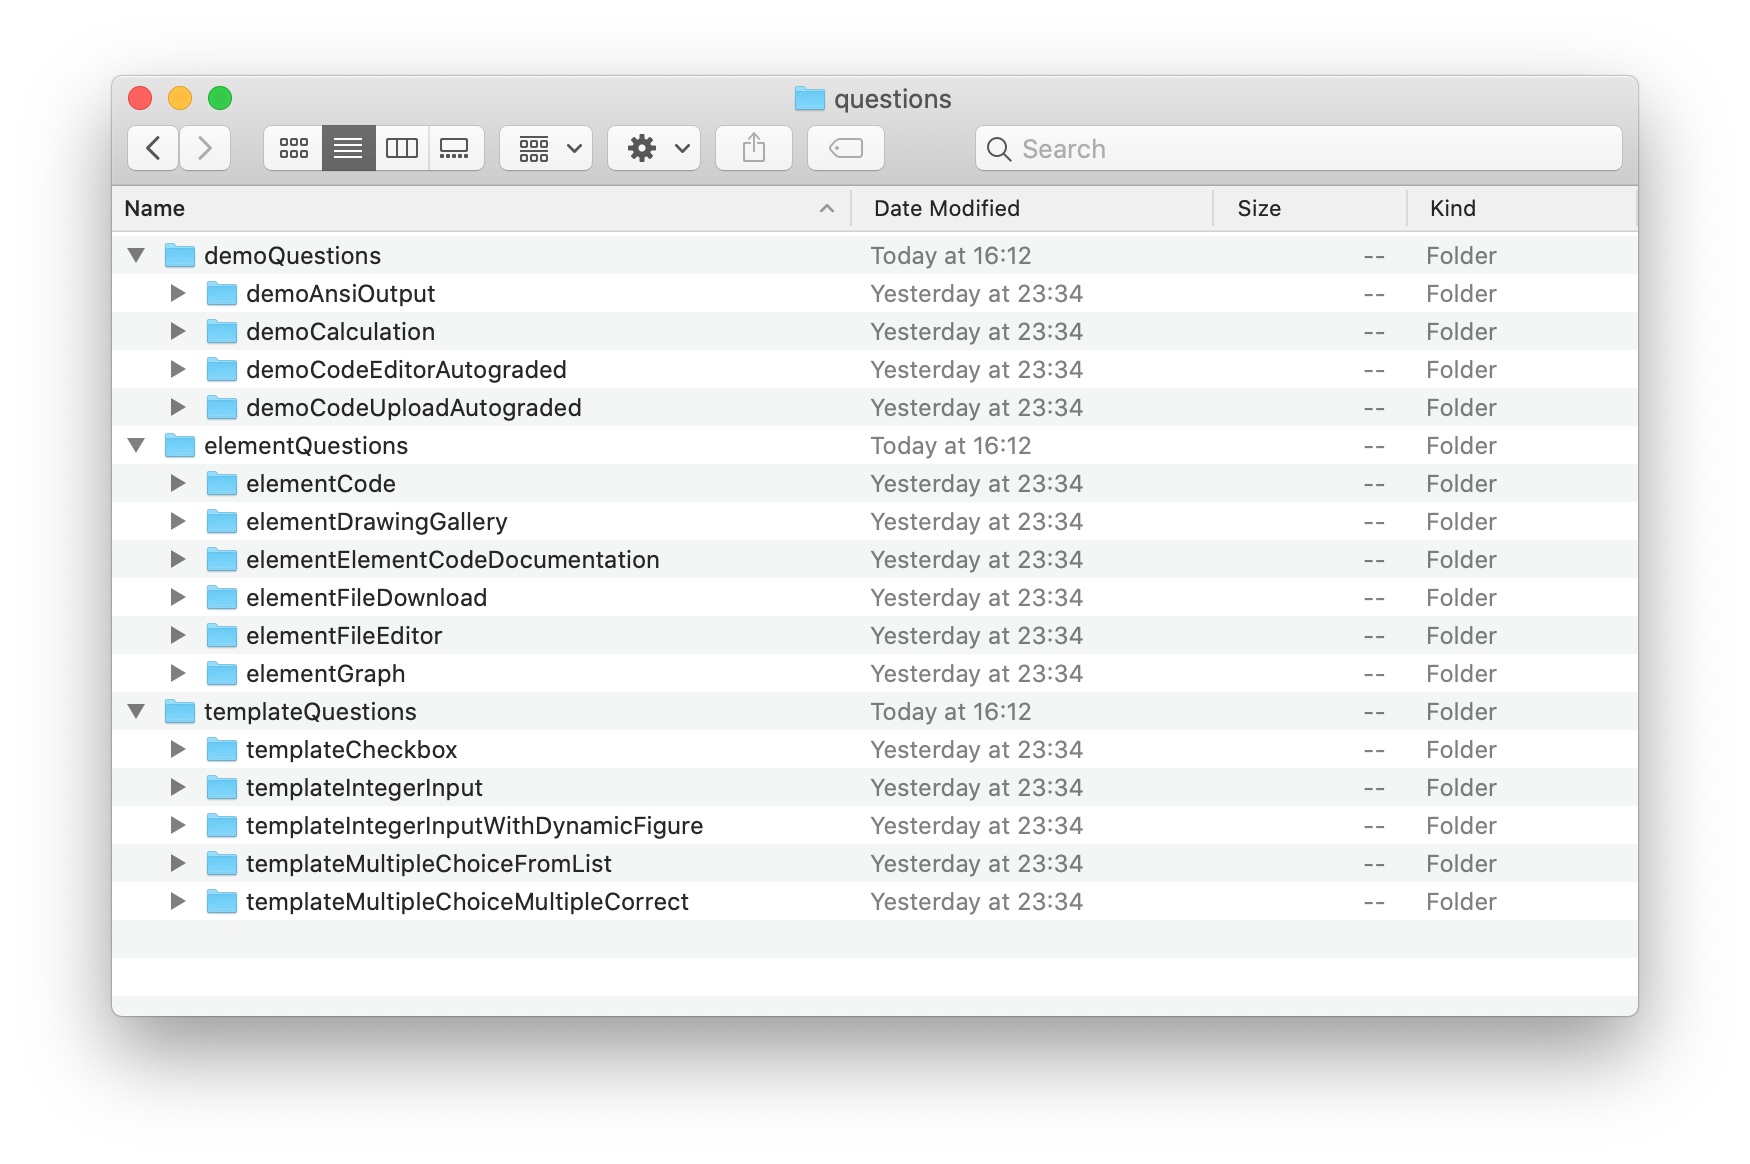 questions
Search
Name Date Modified Size Kind
demoQuestions Today at 16:12 -- Folder
demoAnsiOutput Yesterday at 23:34 -- Folder
demoCalculation Yesterday at 23:34 -- Folder
demoCodeEditorAutograded Yesterday at 23:34 -- Folder
demoCodeUploadAutograded Yesterday at 23:34 -- Folder
elementQuestions Today at 16:12 -- Folder
elementCode Yesterday at 23:34 -- Folder
elementDrawingGallery Yesterday at 23:34 -- Folder
elementElementCodeDocumentation Yesterday at 23:34 -- Folder
elementFileDownload Yesterday at 23:34 -- Folder
elementFileEditor Yesterday at 23:34 -- Folder
elementGraph Yesterday at 23:34 -- Folder
templateQuestions Today at 16:12 -- Folder
templateCheckbox Yesterday at 23:34 -- Folder
templateIntegerInput Yesterday at 23:34 -- Folder
templateIntegerInputWithDynamicFigure Yesterday at 23:34 -- Folder
templateMultipleChoiceFromList Yesterday at 23:34 -- Folder
templateMultipleChoiceMultipleCorrect Yesterday at 23:34 -- Folder